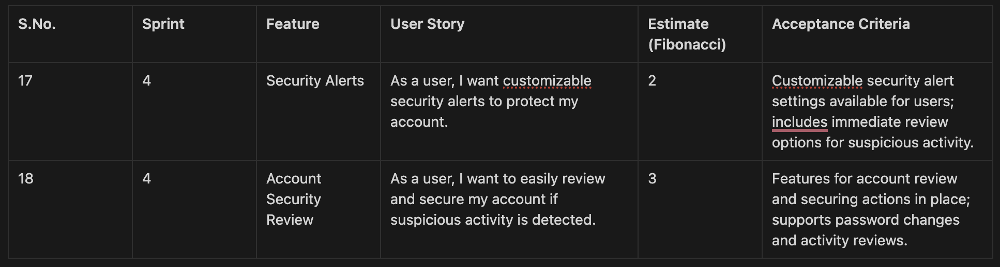 S.No. Sprint Feature User Story Estimate (Fibonacci) Acceptance Criteria
17 4 Security Alerts As a user, I want customizable security alerts to protect my account. 2 Customizable security alert settings available for users; includes immediate review options for suspicious activity.
18 4 Account Security Review As a user, I want to easily review and secure my account if suspicious activity is detected. 3 Features for account review and securing actions in place; supports password changes and activity reviews.